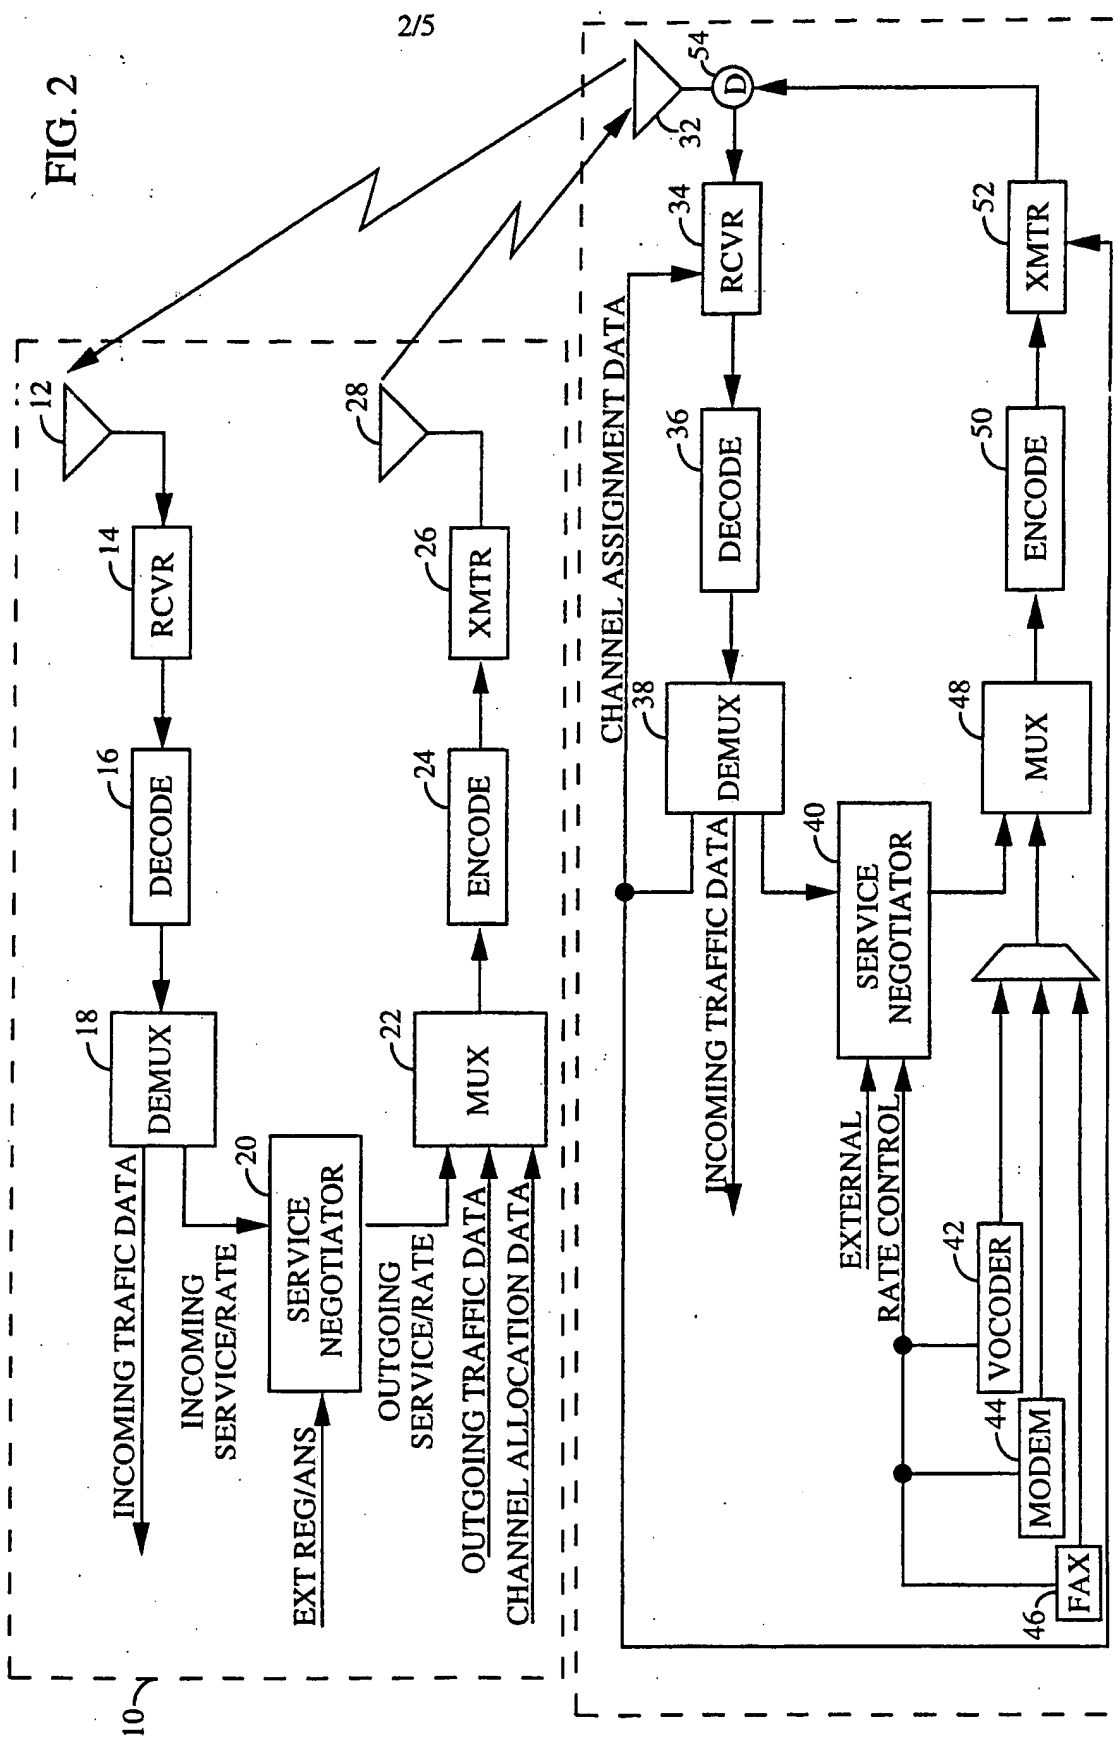 2/5
FIG. 2
10
12
14
RCVR
16
DECODE
18
DEMUX
INCOMING TRAFFIC DATA
INCOMING
SERVICE/RATE
20
SERVICE
NEGOTIATOR
EXT REG/ANS
OUTGOING
SERVICE/RATE
OUTGOING TRAFFIC DATA
CHANNEL ALLOCATION DATA
22
MUX
24
ENCODE
26
XMTR
28
32
54
D
CHANNEL ASSIGNMENT DATA
34
RCVR
36
DECODE
38
DEMUX
INCOMING TRAFFIC DATA
40
SERVICE
NEGOTIATOR
EXTERNAL
RATE CONTROL
42
VOCODER
44
MODEM
46
FAX
48
MUX
50
ENCODE
52
XMTR